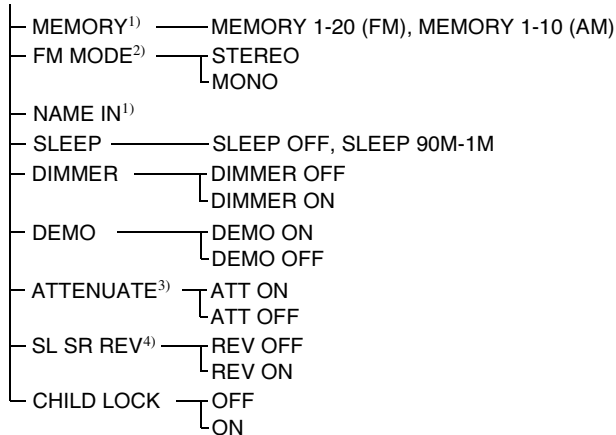 MEMORY1) MEMORY 1-20 (FM), MEMORY 1-10 (AM)
FM MODE2) STEREO
MONO
NAME IN1)
SLEEP SLEEP OFF, SLEEP 90M-1M
DIMMER DIMMER OFF
DIMMER ON
DEMO DEMO ON
DEMO OFF
ATTENUATE3) ATT ON
ATT OFF
SL SR REV4) REV OFF
REV ON
CHILD LOCK OFF
ON